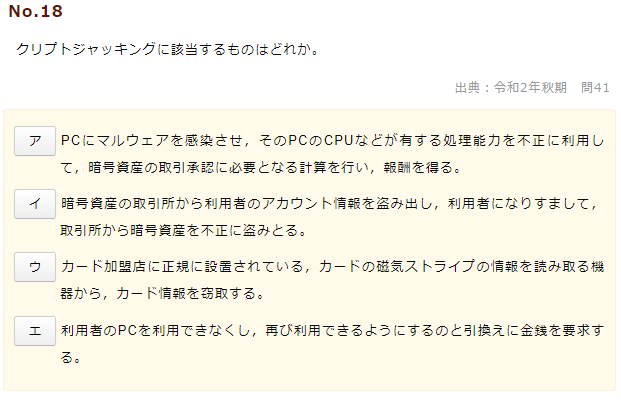 No.18
クリプトジャッキングに該当するものはどれか。
出典：令和2年秋期　問41
ア　PCにマルウェアを感染させ，そのPCのCPUなどが有する処理能力を不正に利用し
て，暗号資産の取引承認に必要となる計算を行い，報酬を得る。
イ　暗号資産の取引所から利用者のアカウント情報を盗み出し，利用者になりすまして，
取引所から暗号資産を不正に盗みとる。
ウ　カード加盟店に正規に設置されている，カードの磁気ストライプの情報を読み取る機
器から，カード情報を窃取する。
エ　利用者のPCを利用できなくし，再び利用できるようにするのと引換えに金銭を要求す
る。